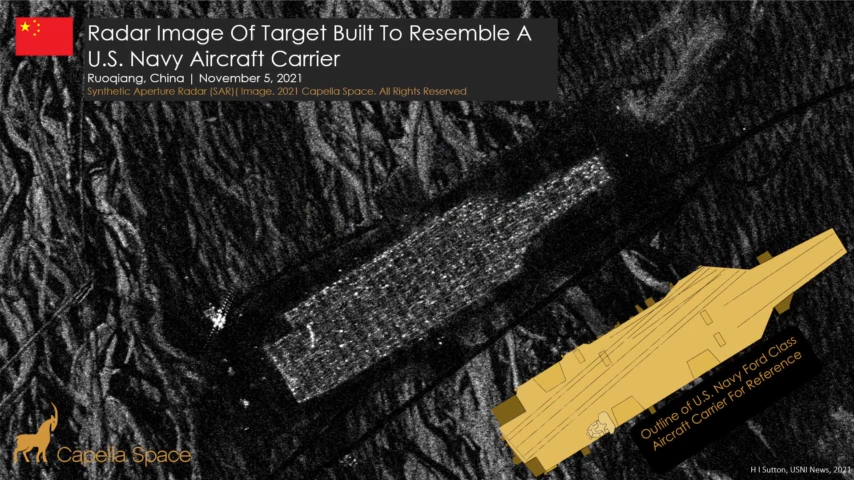 Radar Image Of Target Built To Resemble A
U.S. Navy Aircraft Carrier
Ruoqiang, China | November 5, 2021
Synthetic Aperture Radar (SAR)( Image. 2021 Capella Space. All Rights Reserved
Outline of U.S. Navy Ford Class
Aircraft Carrier For Reference
Capella Space
H I Sutton, USNI News, 2021